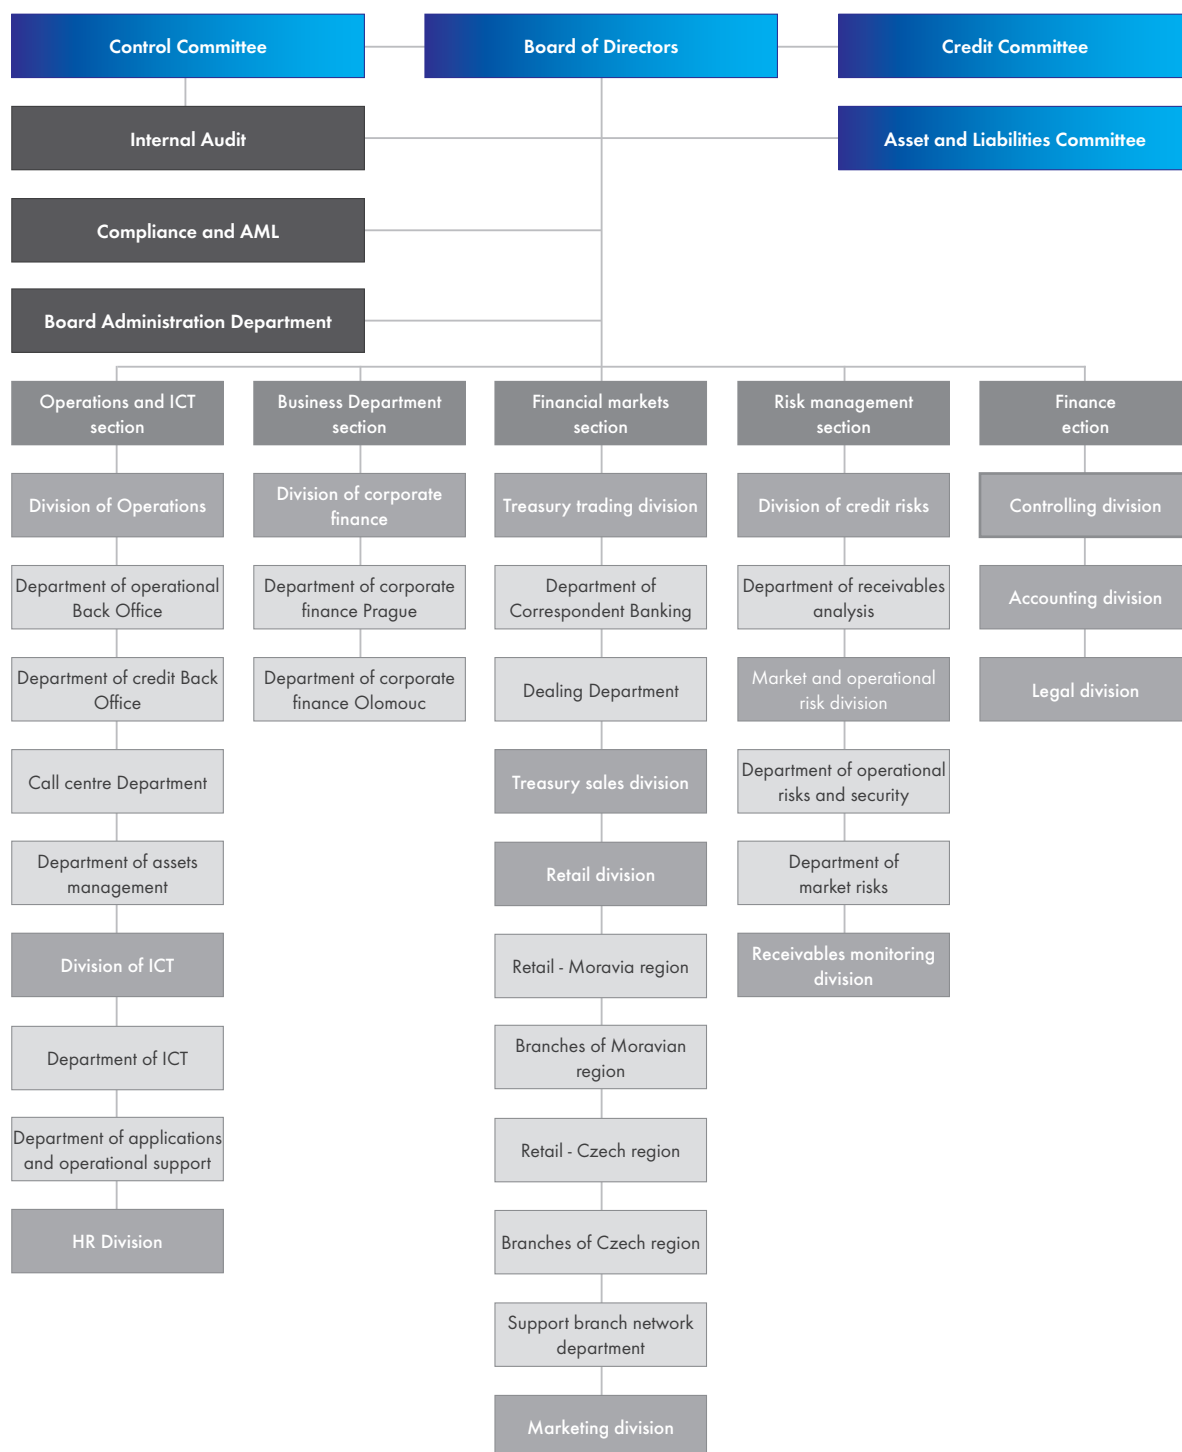 Control Committee
Board of Directors
Credit Committee
Internal Audit
Asset and Liabilities Committee
Compliance and AML
Board Administration Department
Operations and ICT
section
Business Department
section
Financial markets
section
Risk management
section
Finance
ection
Division of Operations
Division of corporate
finance
Treasury trading division
Division of credit risks
Controlling division
Department of operational
Back Office
Department of corporate
finance Prague
Department of
Correspondent Banking
Department of receivables
analysis
Accounting division
Department of credit Back
Office
Department of corporate
finance Olomouc
Dealing Department
Market and operational
risk division
Legal division
Call centre Department
Treasury sales division
Department of operational
risks and security
Department of assets
management
Retail division
Department of
market risks
Division of ICT
Retail - Moravia region
Receivables monitoring
division
Department of ICT
Branches of Moravian
region
Department of applications
and operational support
Retail - Czech region
HR Division
Branches of Czech region
Support branch network
department
Marketing division